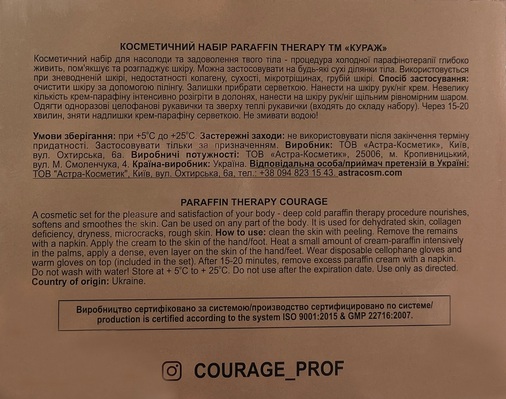 КОСМЕТИЧНИЙ НАБІР PARAFFIN THERAPY ТМ «КУРАЖ»
Косметичний набір для насолоди та задоволення твого тіла - процедура холодної парафінотерапії глибоко
живить, пом'якшує та розгладжує шкіру. Можна застосовувати на будь-які сухі ділянки тіла. Використовується
при зневодненій шкірі, недостатності колагену, сухості, мікротріщинах, грубій шкірі. Спосіб застосування:
очистити шкіру за допомогою пілінгу. Залишки прибрати серветкою. Нанести на шкіру рук/ніг крем. Невелику
кількість крем-парафіну інтенсивно розігріти в долонях, нанести на шкіру рук/ніг щільним рівномірним шаром.
Одягти одноразові целофанові рукавички та зверху теплі рукавички (входять до складу набору). Через 15-20
хвилин, зняти надлишки крем-парафіну серветкою. Не змивати водою!
Умови зберігання: при +5˚С до +25˚С. Застережні заходи: не використовувати після закінчення терміну
придатності. Застосовувати тільки за призначенням. Виробник: ТОВ «Астра-Косметик», Київ,
вул. Охтирська, 6а. Виробничі потужності: ТОВ «Астра-Косметик», 25006, м. Кропивницький,
вул. М. Смоленчука, 4. Країна-виробник: Україна. Відповідальна особа/приймач претензій в Україні:
ТОВ "Астра-Косметик", Київ, вул. Охтирська, 6а, тел.: +38 094 823 15 43. astracosm.com
PARAFFIN THERAPY COURAGE
A cosmetic set for the pleasure and satisfaction of your body - deep cold paraffin therapy procedure nourishes,
softens and smoothes the skin. Can be used on any part of the body. It is used for dehydrated skin, collagen
deficiency, dryness, microcracks, rough skin. How to use: clean the skin with peeling. Remove the remains
with a napkin. Apply the cream to the skin of the hand/foot. Heat a small amount of cream-paraffin intensively
in the palms, apply a dense, even layer on the skin of the hand/feet. Wear disposable cellophane gloves and
warm gloves on top (included in the set). After 15-20 minutes, remove excess paraffin cream with a napkin.
Do not wash with water! Store at + 5˚C to + 25˚C. Do not use after the expiration date. Use only as directed.
Country of origin: Ukraine.
Виробництво сертифіковано за системою/производство сертифицировано по системе/
production is certified according to the system ISO 9001:2015 & GMP 22716:2007.
COURAGE_PROF